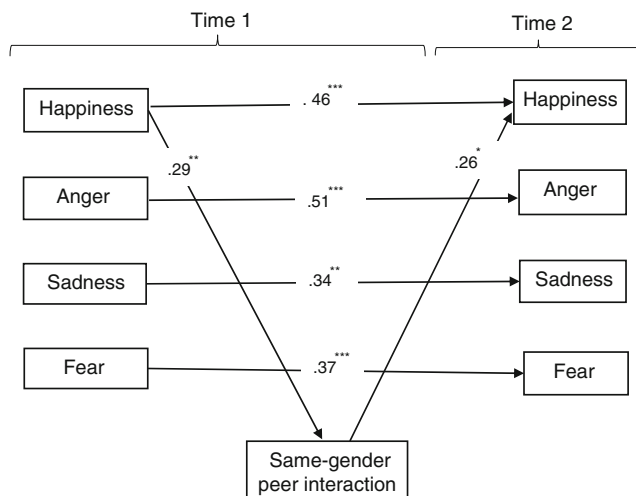 Time 1
Time 2
Happiness
.46***
Happiness
.29**
.26*
Anger
.51***
Anger
Sadness
.34**
Sadness
Fear
.37***
Fear
Same-gender
peer interaction